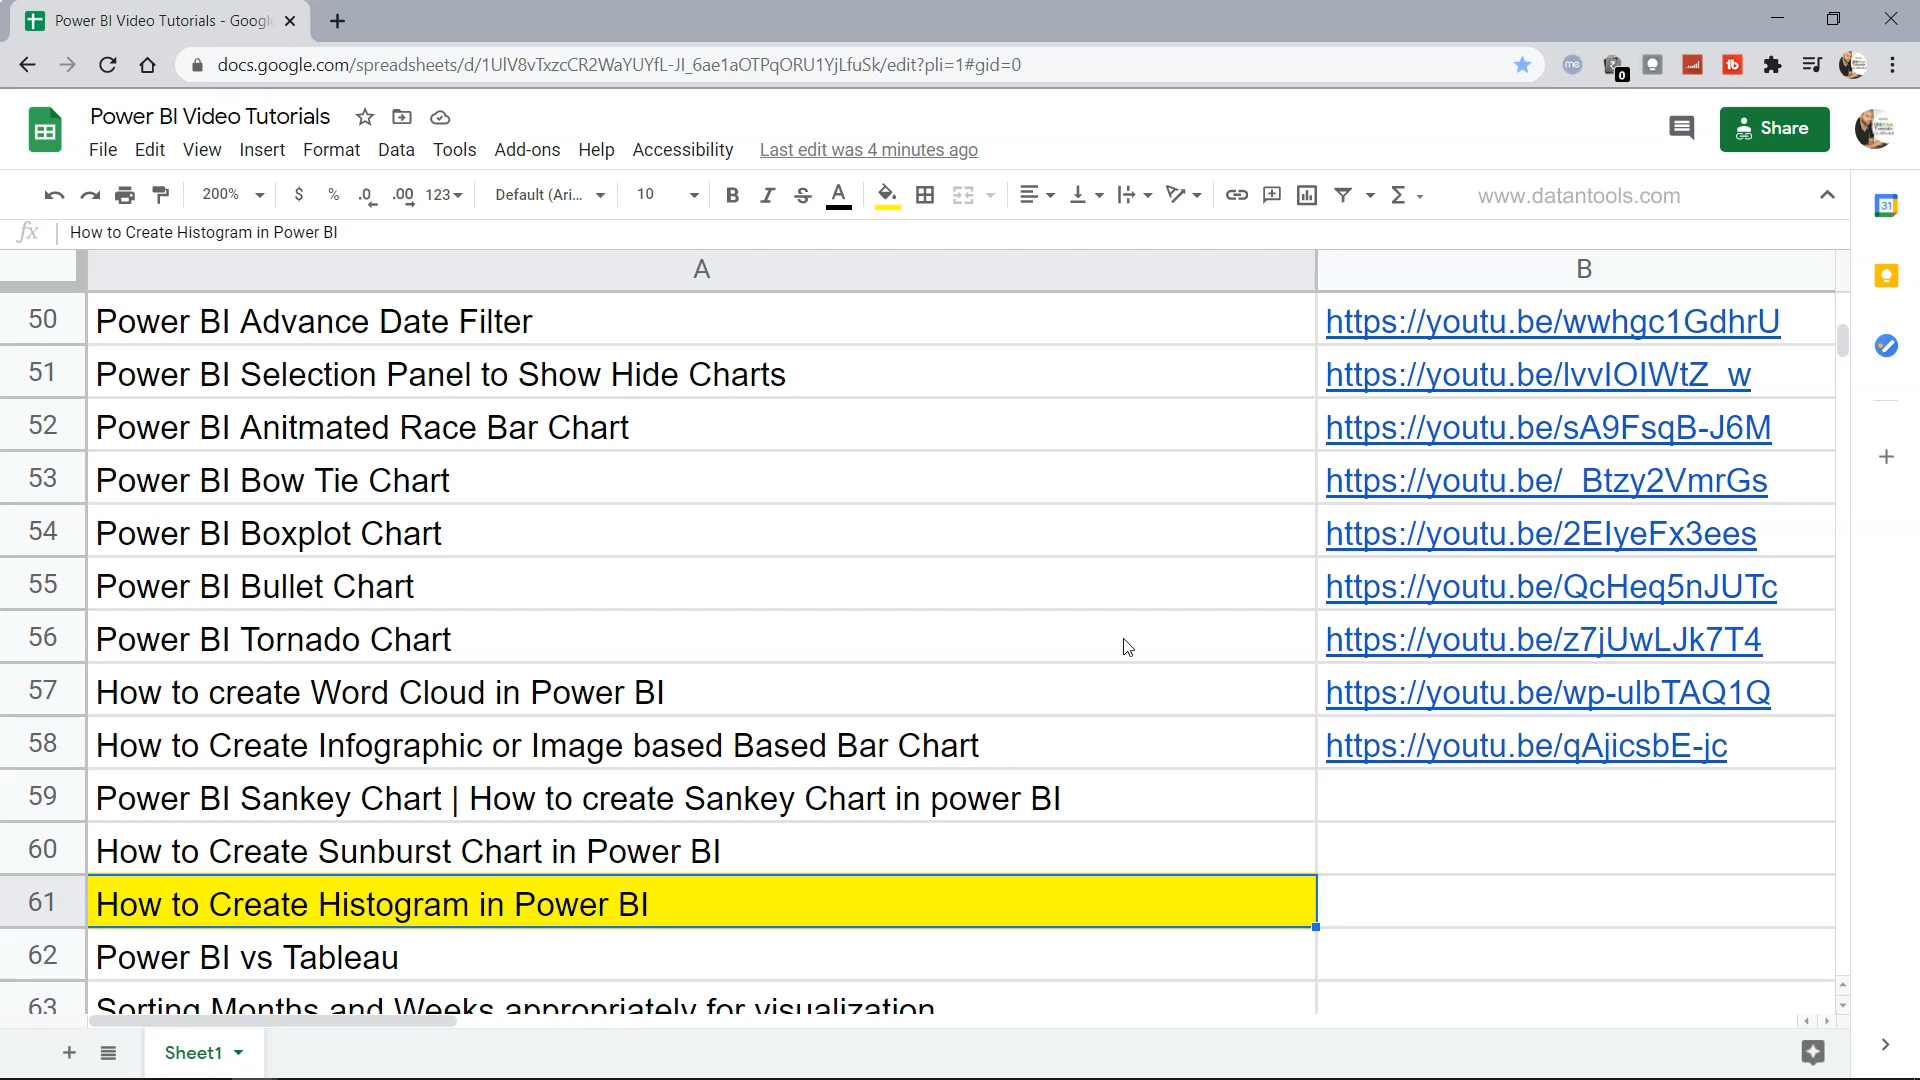 Power BI Video Tutorials - Googl
docs.google.com/spreadsheets/d/1UlV8vTxzcCR2WaYUYfL-JI_6ae1aOTPqORU1YjLfuSk/edit?pli=1#gid=0
me
0
tb
Power BI Video Tutorials
Share
File Edit View Insert Format Data Tools Add-ons Help Accessibility Last edit was 4 minutes ago
200% $ % .0 .00 123 Default (Ari... 10 B I S A Σ www.datantools.com
31
fx How to Create Histogram in Power BI
A B
50 Power BI Advance Date Filter https://youtu.be/wwhgc1GdhrU
51 Power BI Selection Panel to Show Hide Charts https://youtu.be/lvvIOIWtZ_w
52 Power BI Anitmated Race Bar Chart https://youtu.be/sA9FsqB-J6M
53 Power BI Bow Tie Chart https://youtu.be/_Btzy2VmrGs
54 Power BI Boxplot Chart https://youtu.be/2EIyeFx3ees
55 Power BI Bullet Chart https://youtu.be/QcHeq5nJUTc
56 Power BI Tornado Chart https://youtu.be/z7jUwLJk7T4
57 How to create Word Cloud in Power BI https://youtu.be/wp-ulbTAQ1Q
58 How to Create Infographic or Image based Based Bar Chart https://youtu.be/qAjicsbE-jc
59 Power BI Sankey Chart | How to create Sankey Chart in power BI
60 How to Create Sunburst Chart in Power BI
61 How to Create Histogram in Power BI
62 Power BI vs Tableau
63 Sorting Months and Weeks appropriately for visualization
Sheet1